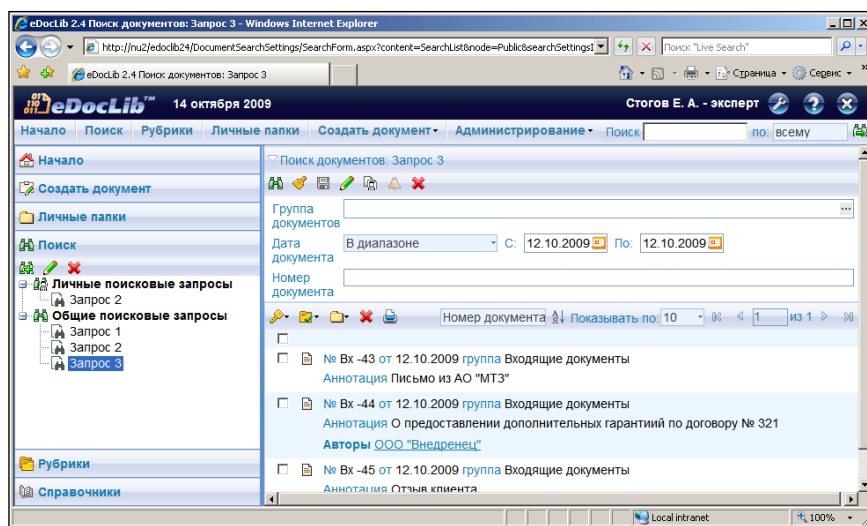 eDocLib 2.4 Поиск документов: Запрос 3 - Windows Internet Explorer
http://nu2/edoclib24/DocumentSearchSettings/SearchForm.aspx?content=SearchList&node=Public&searchSettingsI
Поиск "Live Search"
eDocLib 2.4 Поиск документов: Запрос 3
Страница
Сервис
eDocLib™ 14 октября 2009 Стогов Е. А. - эксперт
Начало Поиск Рубрики Личные папки Создать документ Администрирование Поиск по: всему
Начало
Создать документ
Личные папки
Поиск
Личные поисковые запросы
Запрос 2
Общие поисковые запросы
Запрос 1
Запрос 2
Запрос 3
Рубрики
Справочники
Поиск документов: Запрос 3
Группа документов
Дата документа В диапазоне С: 12.10.2009 По: 12.10.2009
Номер документа
Номер документа Показывать по: 10 1 из 1
№ Вх -43 от 12.10.2009 группа Входящие документы
Аннотация Письмо из АО "МТЗ"
№ Вх -44 от 12.10.2009 группа Входящие документы
Аннотация О предоставлении дополнительных гарантиий по договору № 321
Авторы ООО "Внедренец"
№ Вх -45 от 12.10.2009 группа Входящие документы
Аннотация Отзыв клиента
Local intranet 100%